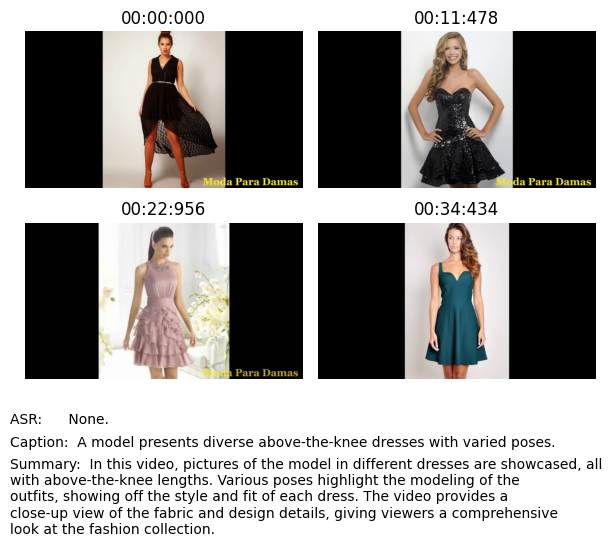 00:00:000
00:11:478
Moda Para Damas
Moda Para Damas
00:22:956
00:34:434
Moda Para Damas
ASR: None.
Caption: A model presents diverse above-the-knee dresses with varied poses.
Summary: In this video, pictures of the model in different dresses are showcased, all
with above-the-knee lengths. Various poses highlight the modeling of the
outfits, showing off the style and fit of each dress. The video provides a
close-up view of the fabric and design details, giving viewers a comprehensive
look at the fashion collection.